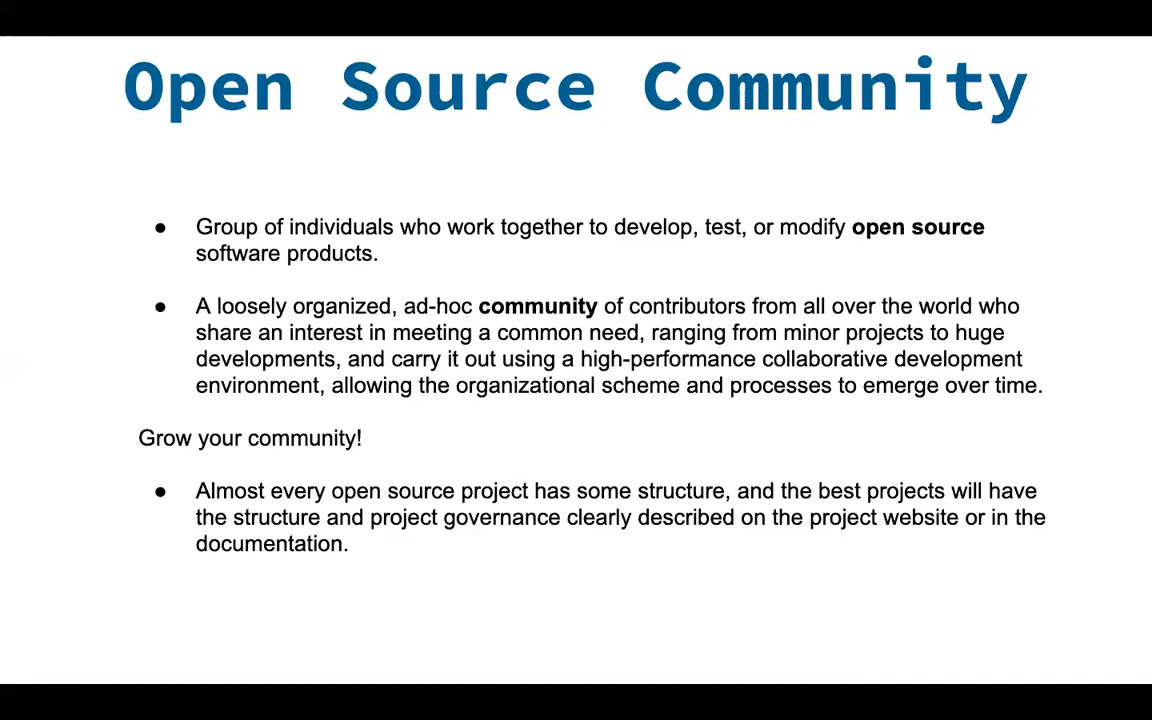 Open Source Community
● Group of individuals who work together to develop, test, or modify open source
software products.
● A loosely organized, ad-hoc community of contributors from all over the world who
share an interest in meeting a common need, ranging from minor projects to huge
developments, and carry it out using a high-performance collaborative development
environment, allowing the organizational scheme and processes to emerge over time.
Grow your community!
● Almost every open source project has some structure, and the best projects will have
the structure and project governance clearly described on the project website or in the
documentation.